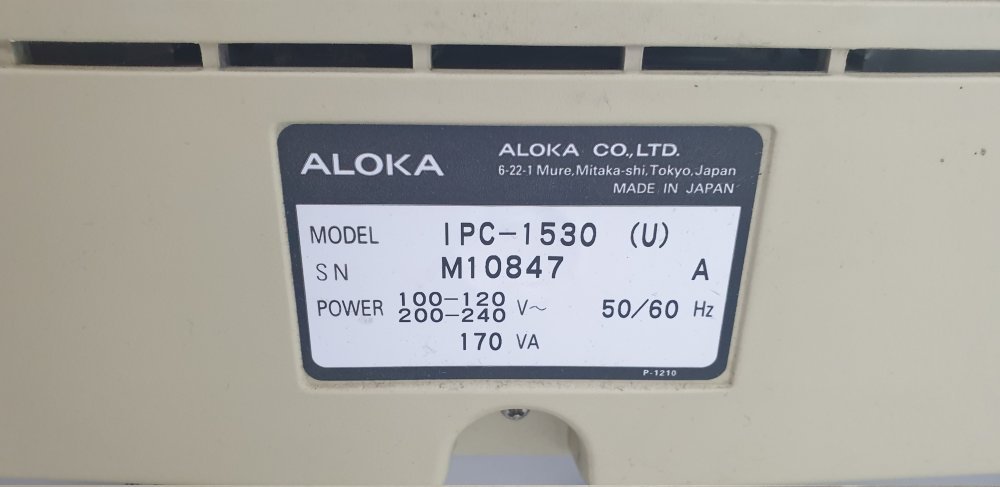 ALOKA
ALOKA CO.,LTD.
6-22-1 Mure,Mitaka-shi,Tokyo,Japan
MADE IN JAPAN
MODEL IPC-1530 (U)
SN M10847 A
POWER 100-120 200-240 V~ 50/60 Hz
170 VA
P-1210